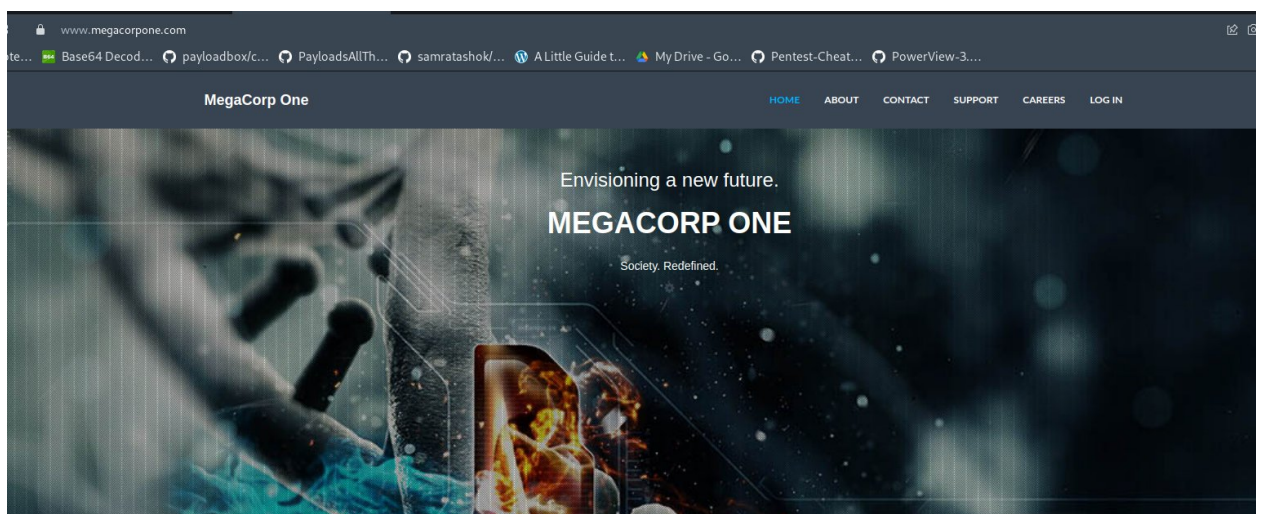 www.megacorpone.com
te... Base64 Decod... payloadbox/c... PayloadsAllTh... samratashok/... A Little Guide t... My Drive - Go... Pentest-Cheat... PowerView-3....
MegaCorp One HOME ABOUT CONTACT SUPPORT CAREERS LOG IN
Envisioning a new future.
MEGACORP ONE
Society. Redefined.